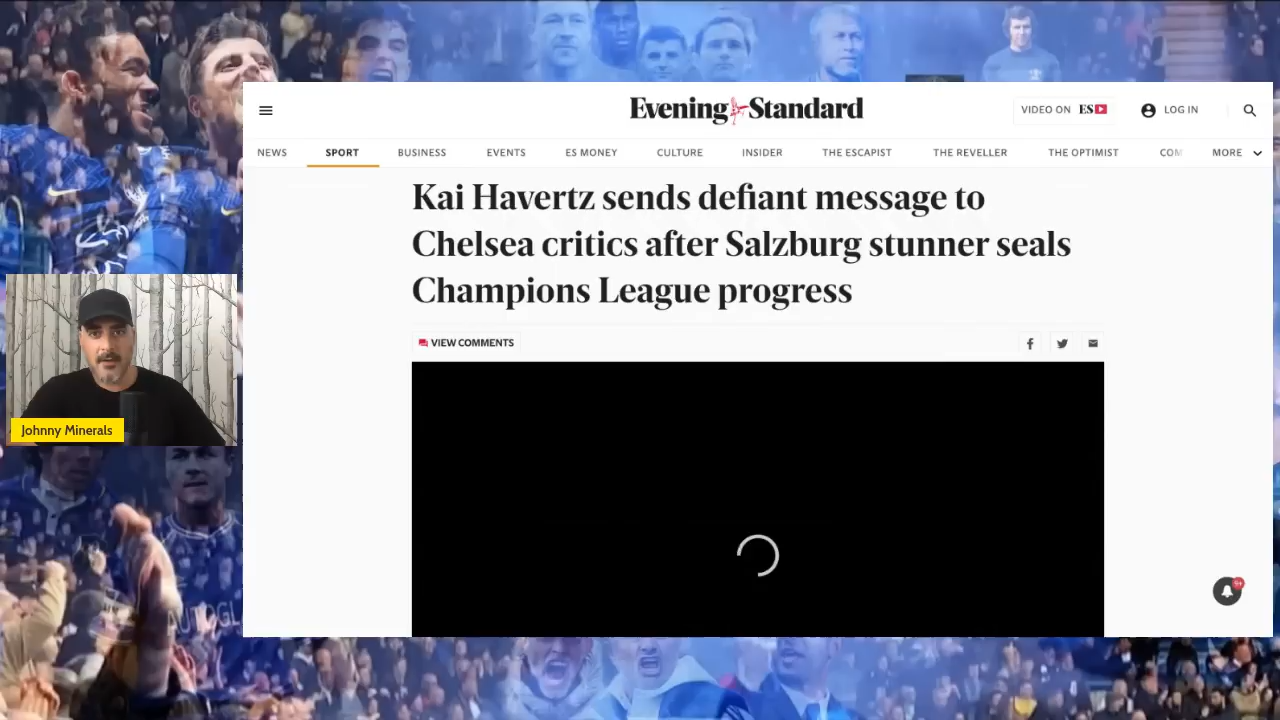 Evening Standard
VIDEO ON ES
LOG IN
NEWS SPORT BUSINESS EVENTS ES MONEY CULTURE INSIDER THE ESCAPIST THE REVELLER THE OPTIMIST COM MORE
Kai Havertz sends defiant message to
Chelsea critics after Salzburg stunner seals
Champions League progress
VIEW COMMENTS
Johnny Minerals